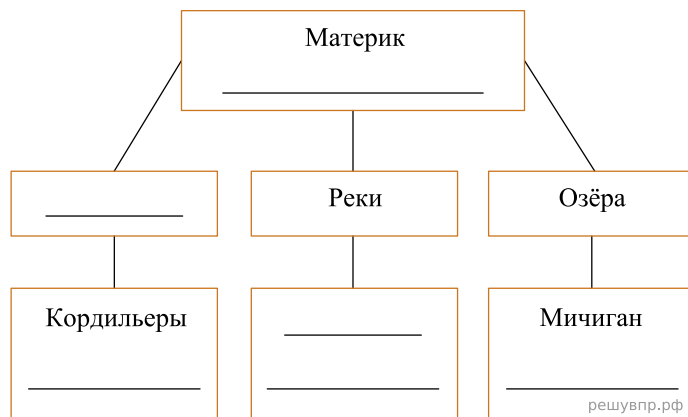 Материк
Реки
Озёра
Кордильеры
Мичиган
решувпр.рф